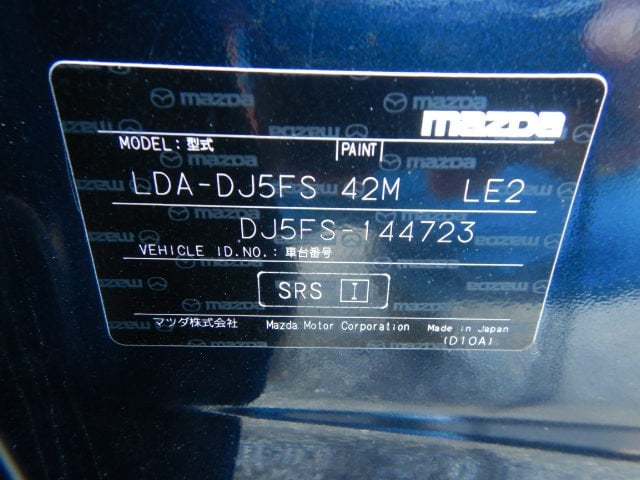 mazda
MODEL：型式 PAINT
LDA-DJ5FS 42M LE2
DJ5FS-144723
VEHICLE ID.NO.：車台番号
SRS I
マツダ株式会社 Mazda Motor Corporation Made in Japan
(D10A)